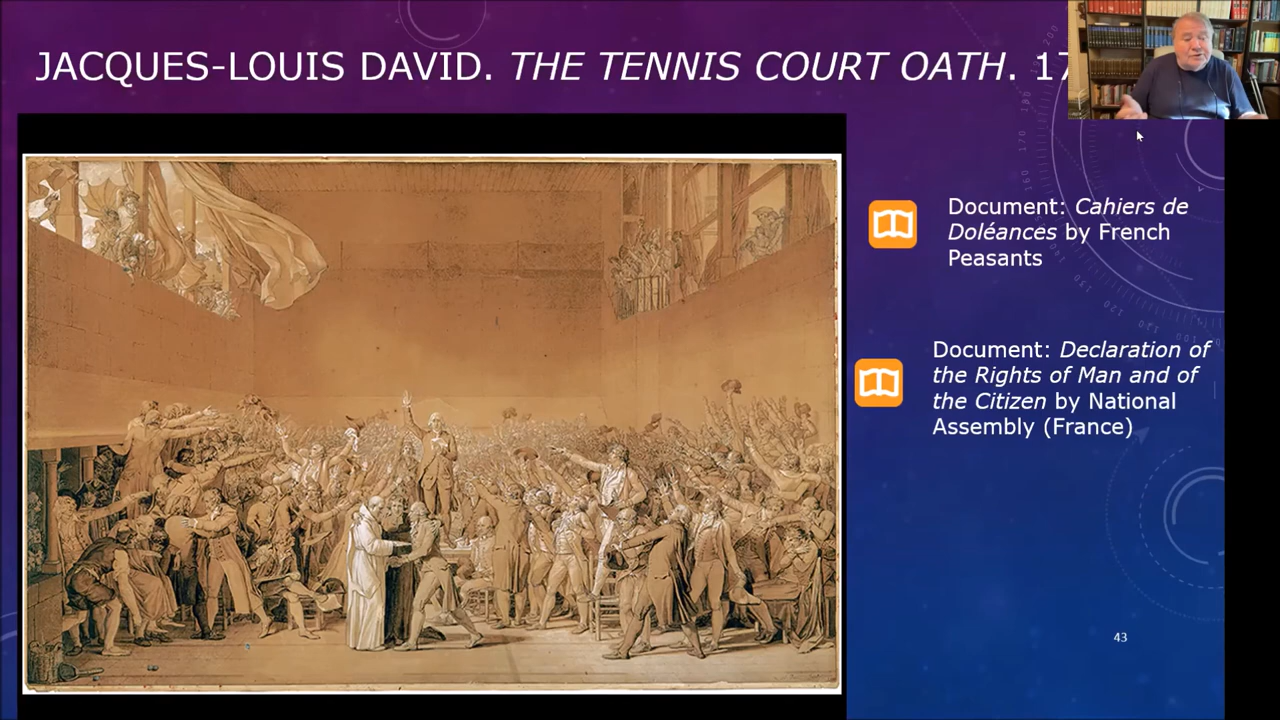 JACQUES-LOUIS DAVID. THE TENNIS COURT OATH. 17
Document: Cahiers de
Doléances by French
Peasants
Document: Declaration of
the Rights of Man and of
the Citizen by National
Assembly (France)
43